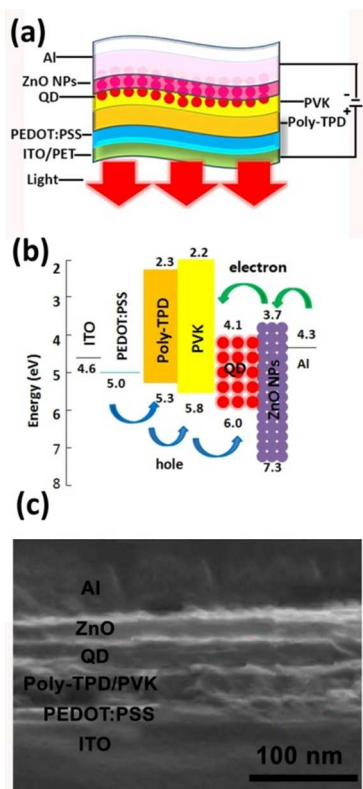 (a)
Al
ZnO NPs
QD
PEDOT:PSS
ITO/PET
Light
PVK
Poly-TPD
-
+
(b)
Energy (eV)
2
3
4
5
6
7
8
ITO
4.6
PEDOT:PSS
5.0
2.3
Poly-TPD
5.3
2.2
PVK
5.8
electron
4.1
QD
6.0
3.7
ZnO NPs
7.3
4.3
Al
hole
(c)
Al
ZnO
QD
Poly-TPD/PVK
PEDOT:PSS
ITO
100 nm